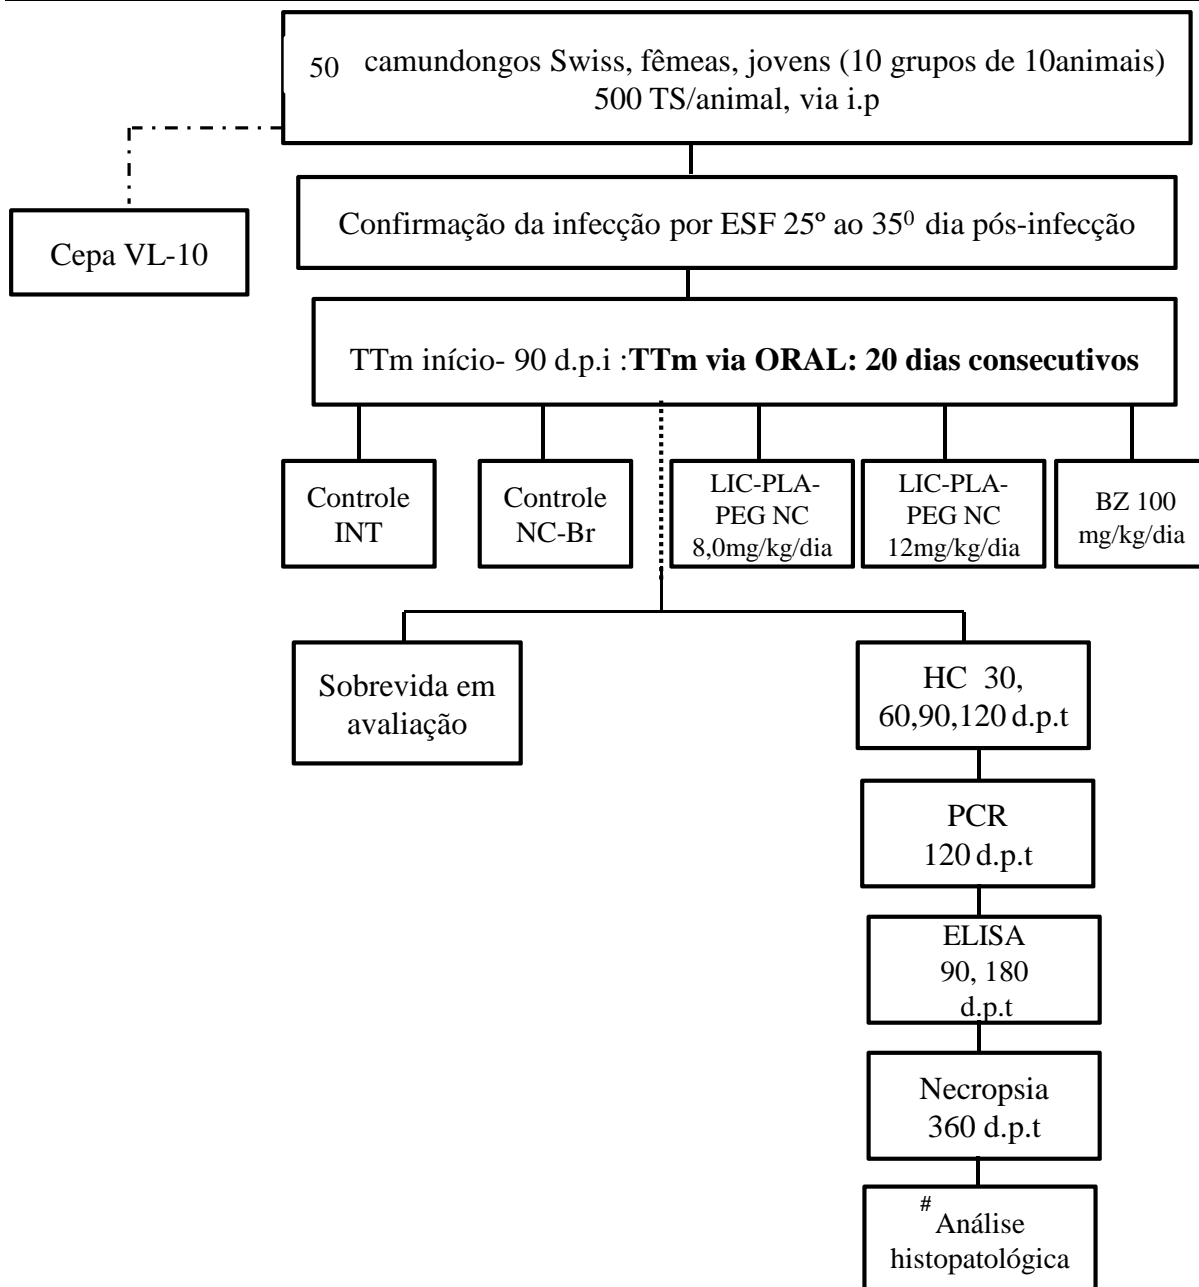 50 camundongos Swiss, fêmeas, jovens (10 grupos de 10animais)
500 TS/animal, via i.p
Cepa VL-10
Confirmação da infecção por ESF 25º ao 35⁰ dia pós-infecção
TTm início- 90 d.p.i :TTm via ORAL: 20 dias consecutivos
Controle
INT
Controle
NC-Br
LIC-PLA-
PEG NC
8,0mg/kg/dia
LIC-PLA-
PEG NC
12mg/kg/dia
BZ 100
mg/kg/dia
Sobrevida em
avaliação
HC 30,
60,90,120 d.p.t
PCR
120 d.p.t
ELISA
90, 180
d.p.t
Necropsia
360 d.p.t
# Análise
histopatológica